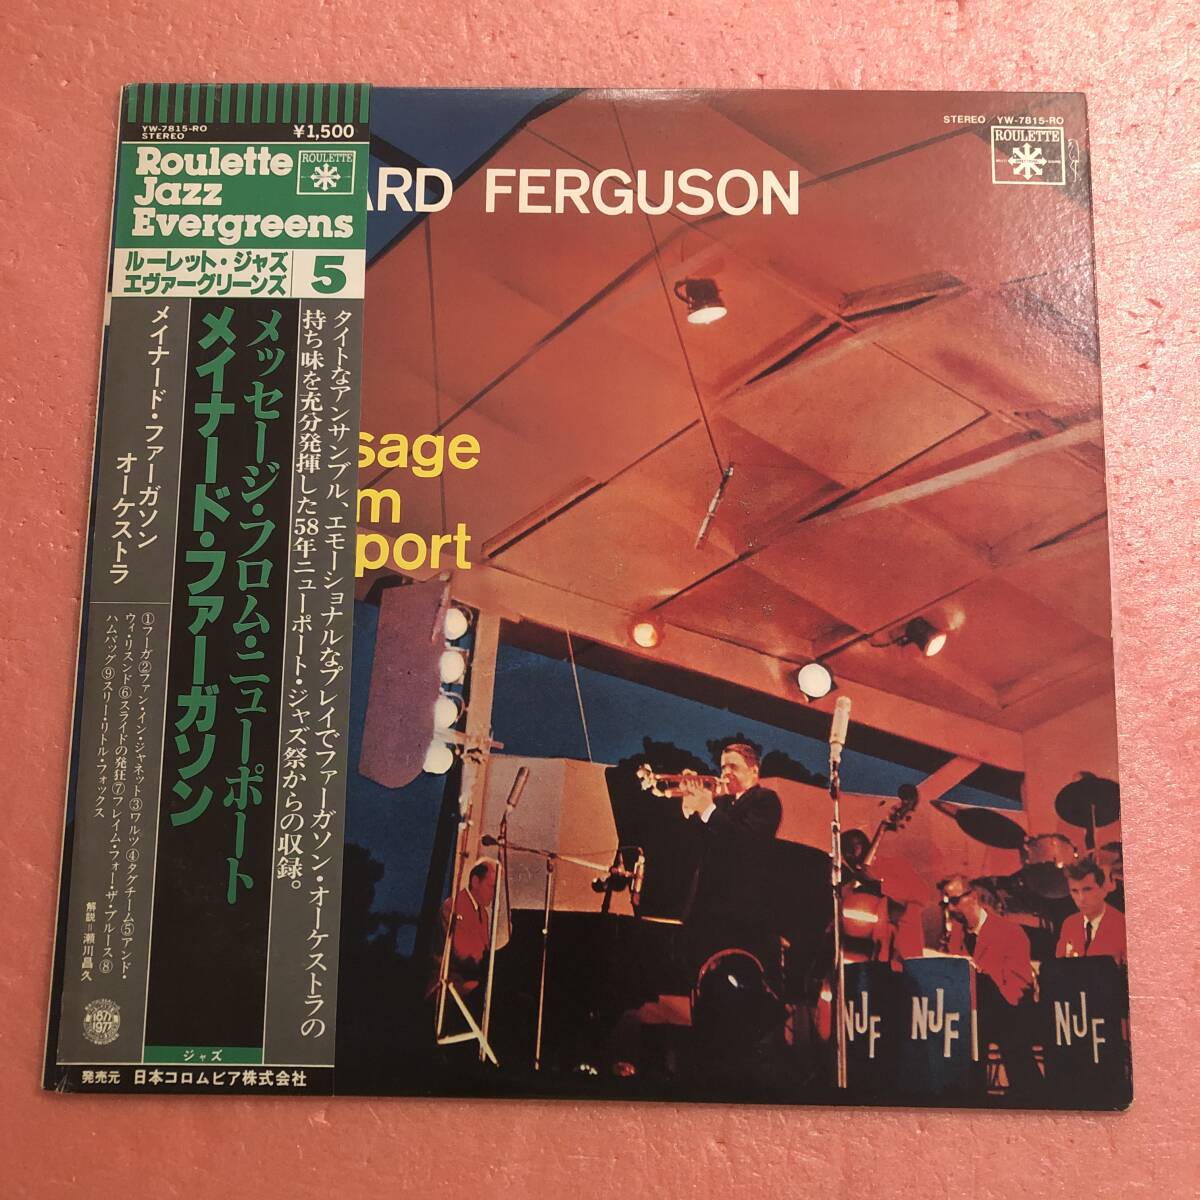 YW-7815-RO
STEREO
¥1,500
Roulette
Jazz
Evergreens
ROULETTE
ルーレット・ジャズ
エヴァーグリーンズ
5
タイトなアンサンブル、エモーショナルなプレイでファーガソン・オーケストラの
持ち味を充分発揮した58年ニューポート・ジャズ祭からの収録。
メッセージ・フロム・ニューポート
メイナード・ファーガソン
メイナード・ファーガソン
オーケストラ
①フーガ②ファン・イン・ジャネット③ワルツ④タグ・チーム⑤アンド・
ウィ・リスンド⑥スライドの発狂⑦フレイム・フォー・ザ・ブルース⑧
ハムバッグ⑨スリー・リトル・フォックス
解説=瀬川昌久
1677
1977
ジャズ
発売元 日本コロムビア株式会社
STEREO YW-7815-RO
ROULETTE
ARD FERGUSON
sage
m
port
NJF
NJF
NJF